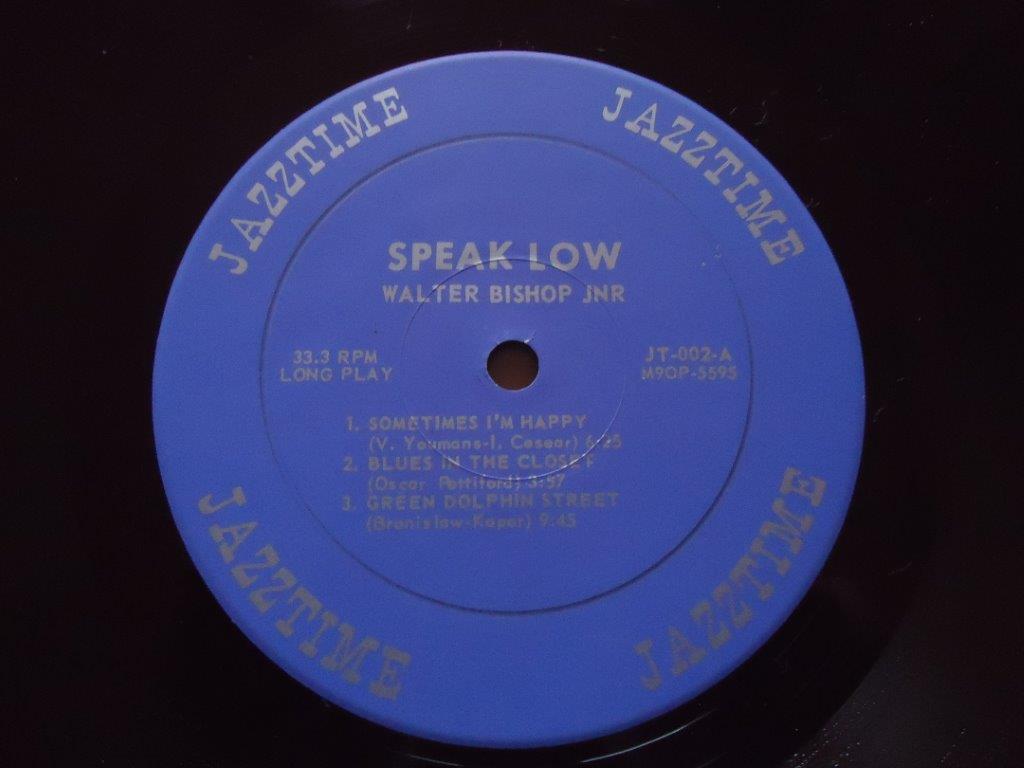 JAZZTIME
JAZZTIME
SPEAK LOW
WALTER BISHOP JNR
33.3 RPM
LONG PLAY
JT-002-A
M9OP-5595
1. SOMETIMES I'M HAPPY
(V. Youmans-I. Cesear) 6:25
2. BLUES IN THE CLOSET
(Oscar Pettiford) 3:57
3. GREEN DOLPHIN STREET
(Bronislaw-Kaper) 9:45
JAZZTIME
JAZZTIME